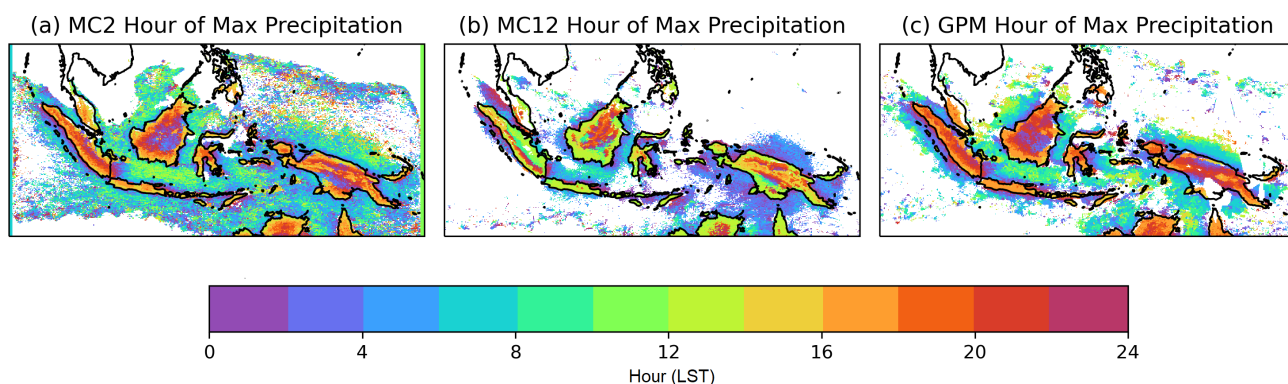 (a) MC2 Hour of Max Precipitation
(b) MC12 Hour of Max Precipitation
(c) GPM Hour of Max Precipitation
0 4 8 12 16 20 24
Hour (LST)